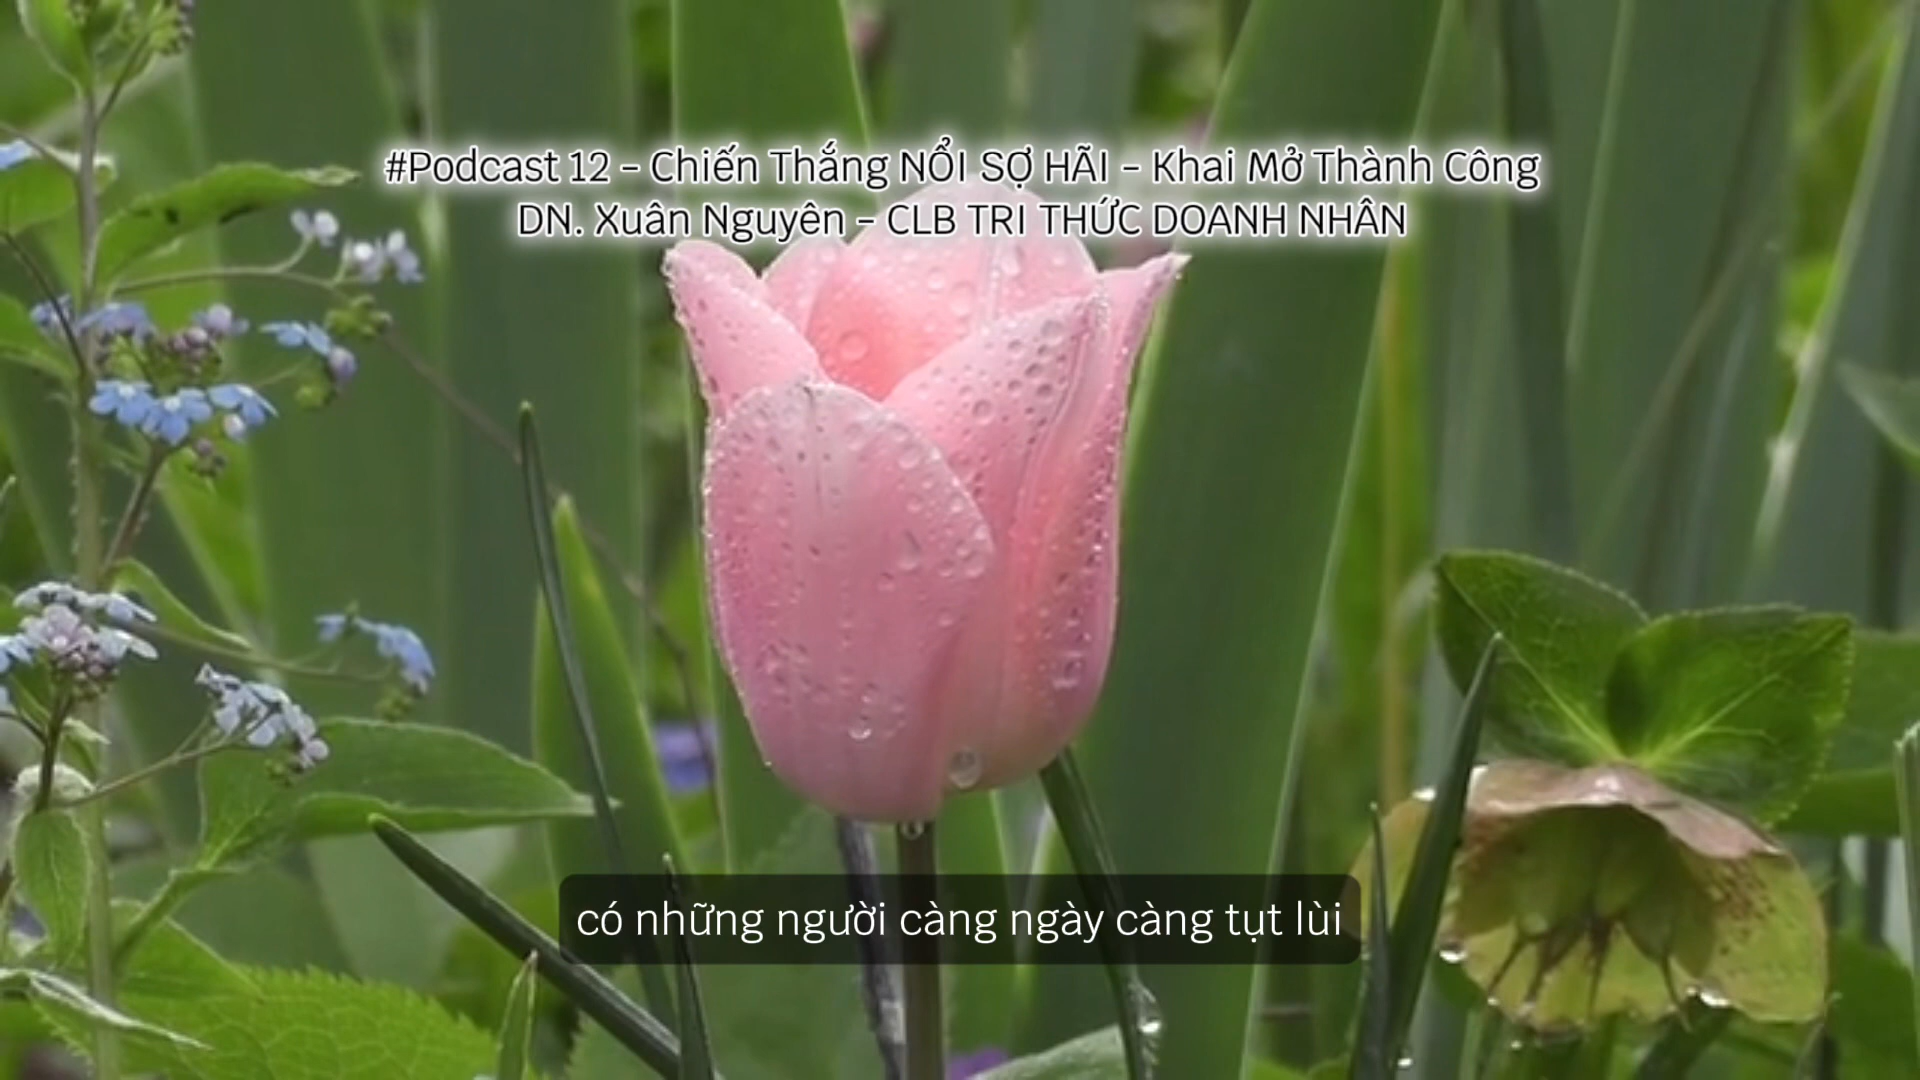 #Podcast 12 - Chiến Thắng NỔI SỢ HÃI - Khai Mở Thành Công
DN. Xuân Nguyên - CLB TRI THỨC DOANH NHÂN
có những người càng ngày càng tụt lùi